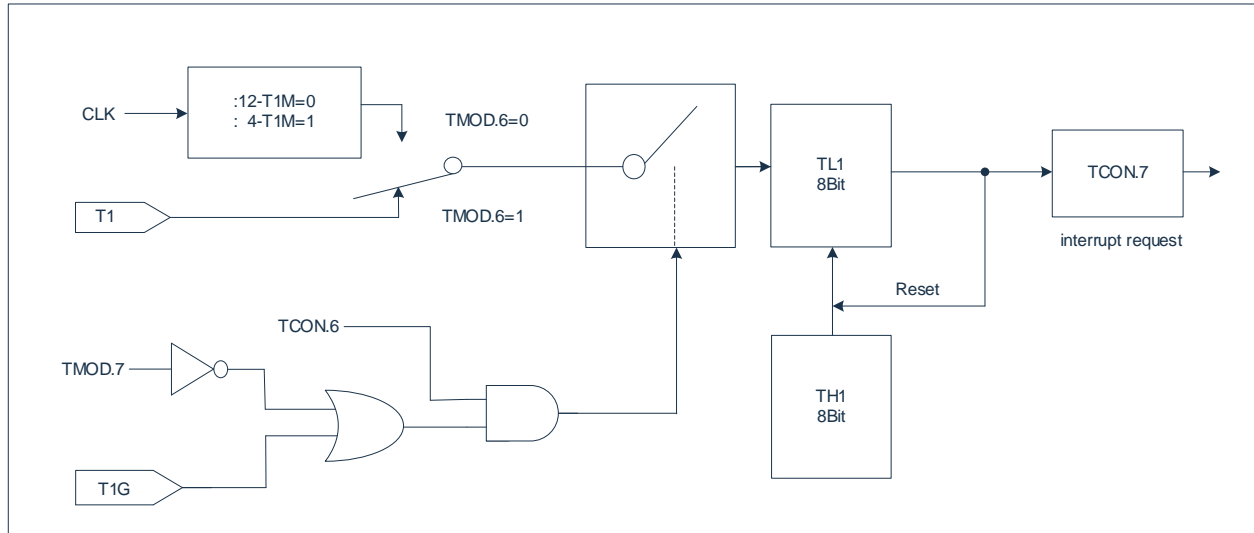 CLK
:12-T1M=0
: 4-T1M=1
TMOD.6=0
T1
TMOD.6=1
TL1
8Bit
TCON.7
interrupt request
Reset
TCON.6
TMOD.7
TH1
8Bit
T1G